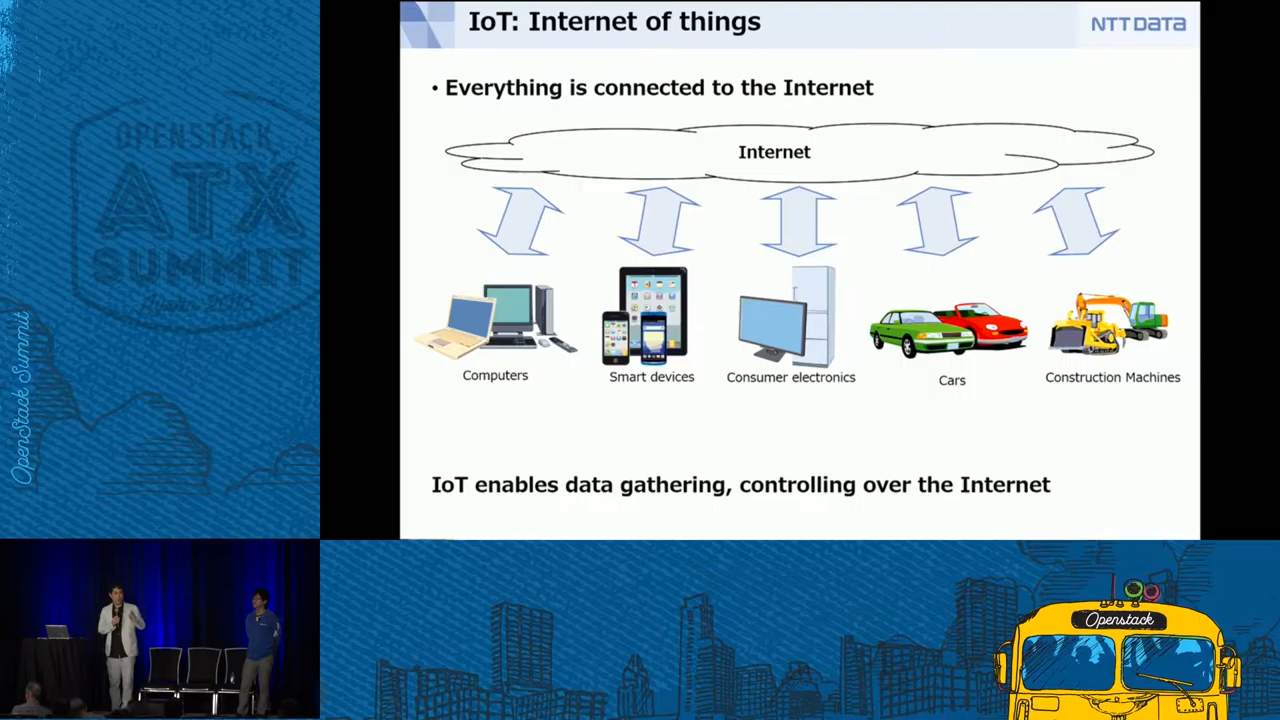 IoT: Internet of things
NTT DATA
• Everything is connected to the Internet
Internet
Computers
Smart devices
Consumer electronics
Cars
Construction Machines
IoT enables data gathering, controlling over the Internet
OPENSTACK
ATX
SUMMIT
OpenStack Summit
Openstack